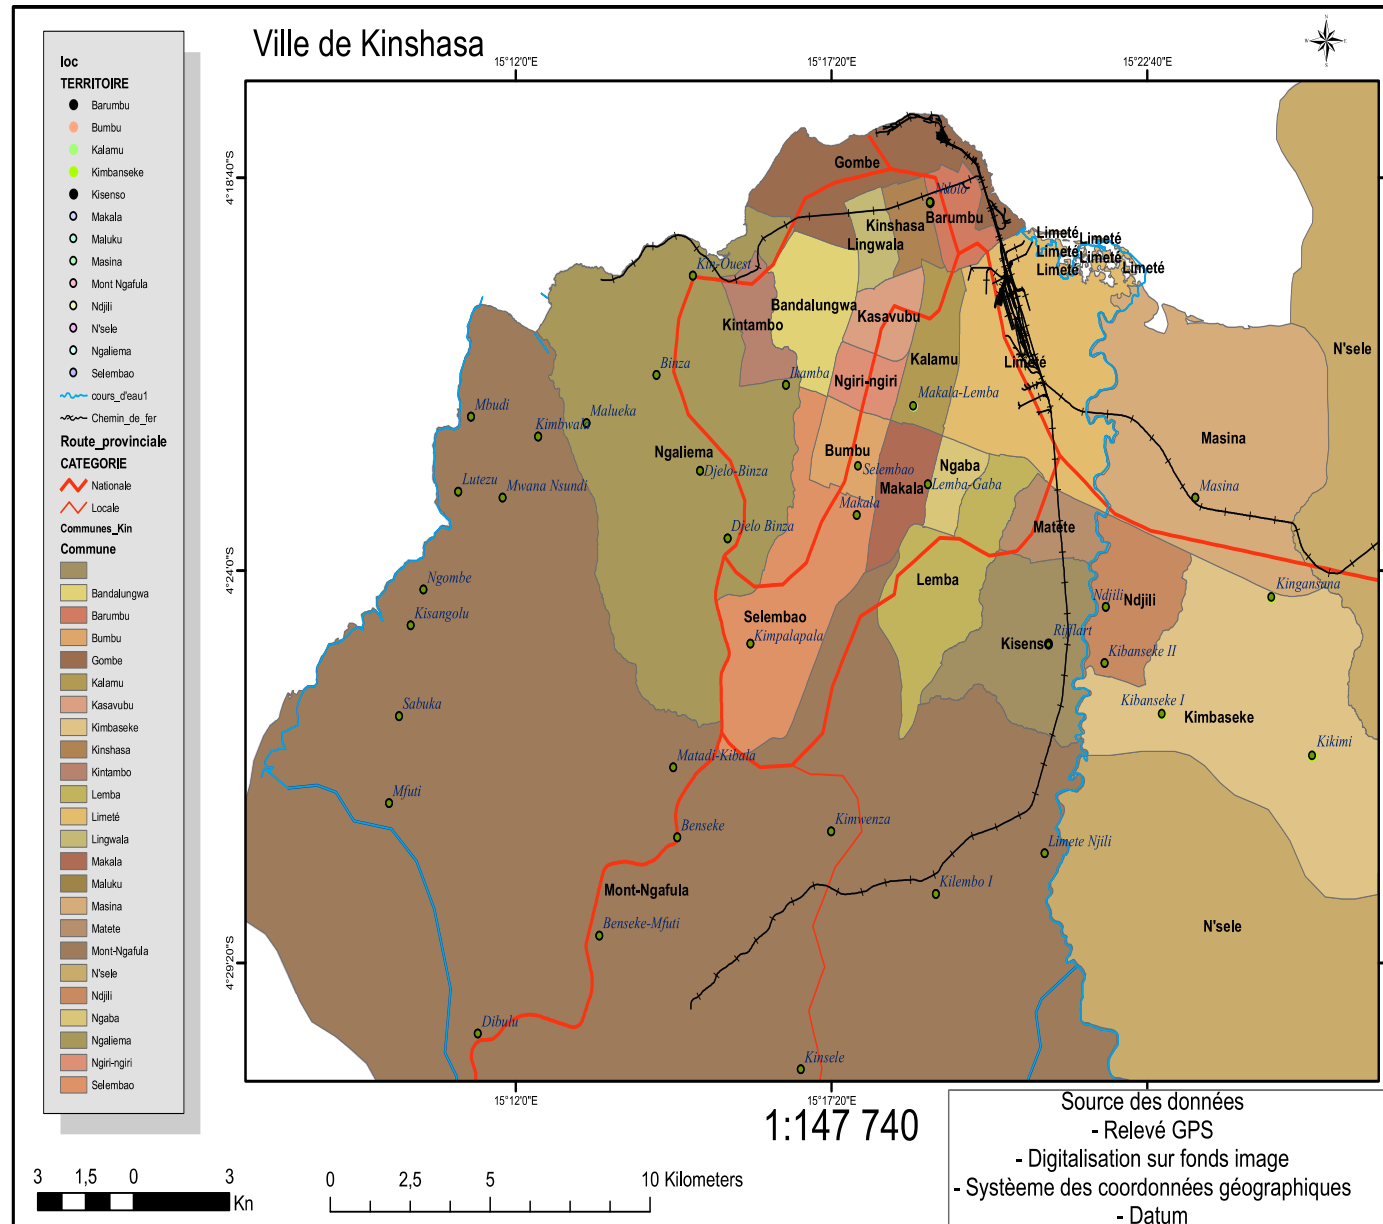 Ville de Kinshasa
N
W E
S
loc
TERRITOIRE
Barumbu
Bumbu
Kalamu
Kimbanseke
Kisenso
Makala
Maluku
Masina
Mont Ngafula
Ndjili
N'sele
Ngaliema
Selembao
cours_d'eau1
Chemin_de_fer
Route_provinciale
CATEGORIE
Nationale
Locale
Communes_Kin
Commune
Bandalungwa
Barumbu
Bumbu
Gombe
Kalamu
Kasavubu
Kimbaseke
Kinshasa
Kintambo
Lemba
Limeté
Lingwala
Makala
Maluku
Masina
Matete
Mont-Ngafula
N'sele
Ndjili
Ngaba
Ngaliema
Ngiri-ngiri
Selembao
15°12'0"E
15°17'20"E
15°22'40"E
4°18'40"S
4°24'0"S
4°29'20"S
Gombe
Ndolo
Kinshasa
Barumbu
Lingwala
Limeté
Limeté
Limeté
Limeté
Limeté
Limeté
Kin-Ouest
Bandalungwa
Kasavubu
Kintambo
N'sele
Kalamu
Limeté
Binza
Ikamba
Ngiri-ngiri
Makala-Lemba
Mbudi
Kimbwala
Malueka
Masina
Ngaliema
Djelo-Binza
Bumbu
Selembao
Ngaba
Makala
Lemba-Gaba
Lutezu
Mwana Nsundi
Masina
Makala
Djelo Binza
Matete
Ngombe
Lemba
Kingansana
Ndjili
Ndjili
Kisangolu
Selembao
Kimpalapala
Kisenso
Rifflart
Kibanseke II
Sabuka
Kibanseke I
Kimbaseke
Matadi-Kibala
Kikimi
Mfuti
Benseke
Kimwenza
Limete Njili
Mont-Ngafula
Kilembo I
Benseke-Mfuti
N'sele
Dibulu
Kinsele
15°12'0"E
15°17'20"E
15°22'40"E
1:147 740
3 1,5 0 3
Kn
0 2,5 5 10 Kilometers
Source des données
- Relevé GPS
- Digitalisation sur fonds image
- Systèeme des coordonnées géographiques
- Datum